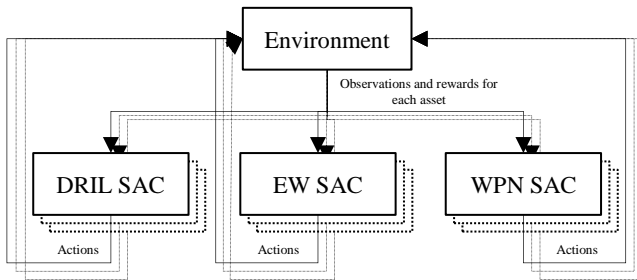 Environment
Observations and rewards for
each asset
DRIL SAC
EW SAC
WPN SAC
Actions
Actions
Actions